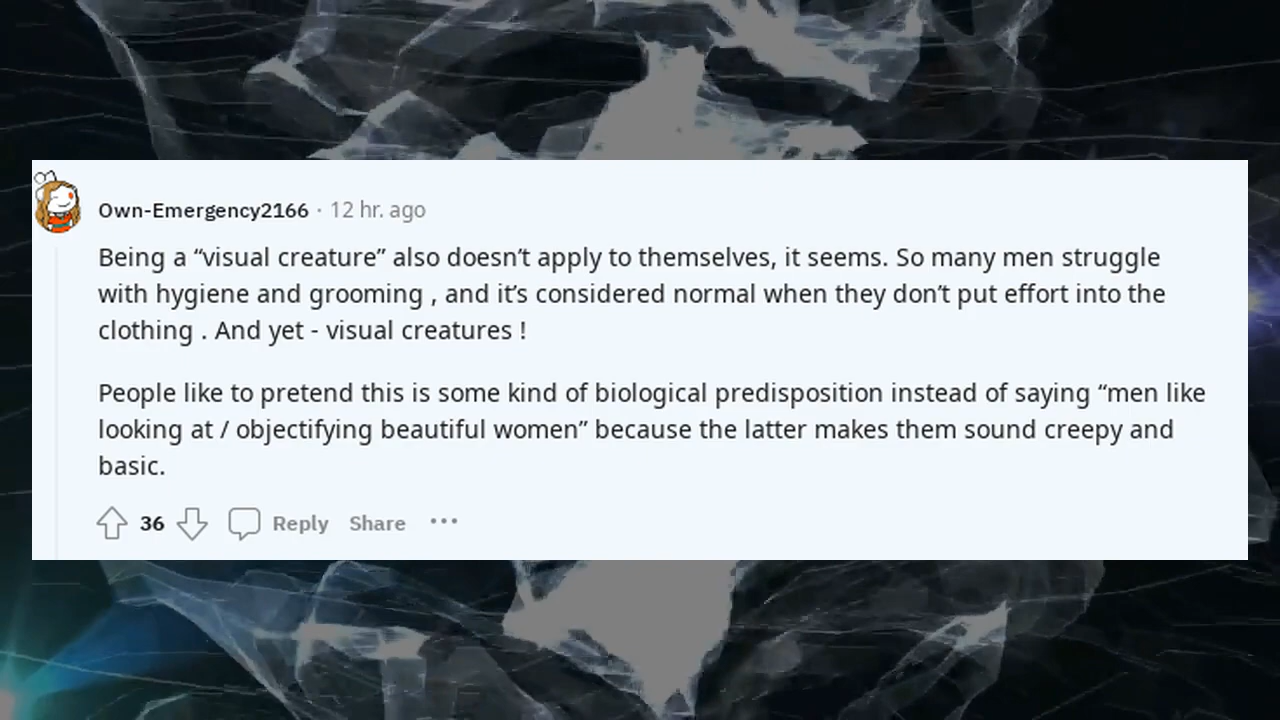 Own-Emergency2166 · 12 hr. ago
Being a “visual creature” also doesn’t apply to themselves, it seems. So many men struggle
with hygiene and grooming , and it’s considered normal when they don’t put effort into the
clothing . And yet - visual creatures !
People like to pretend this is some kind of biological predisposition instead of saying “men like
looking at / objectifying beautiful women” because the latter makes them sound creepy and
basic.
36 Reply Share ···